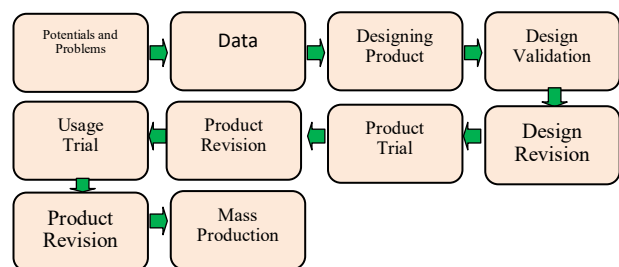 Potentials and
Problems
Data
Designing
Product
Design
Validation
Design
Revision
Product
Trial
Product
Revision
Usage
Trial
Product
Revision
Mass
Production